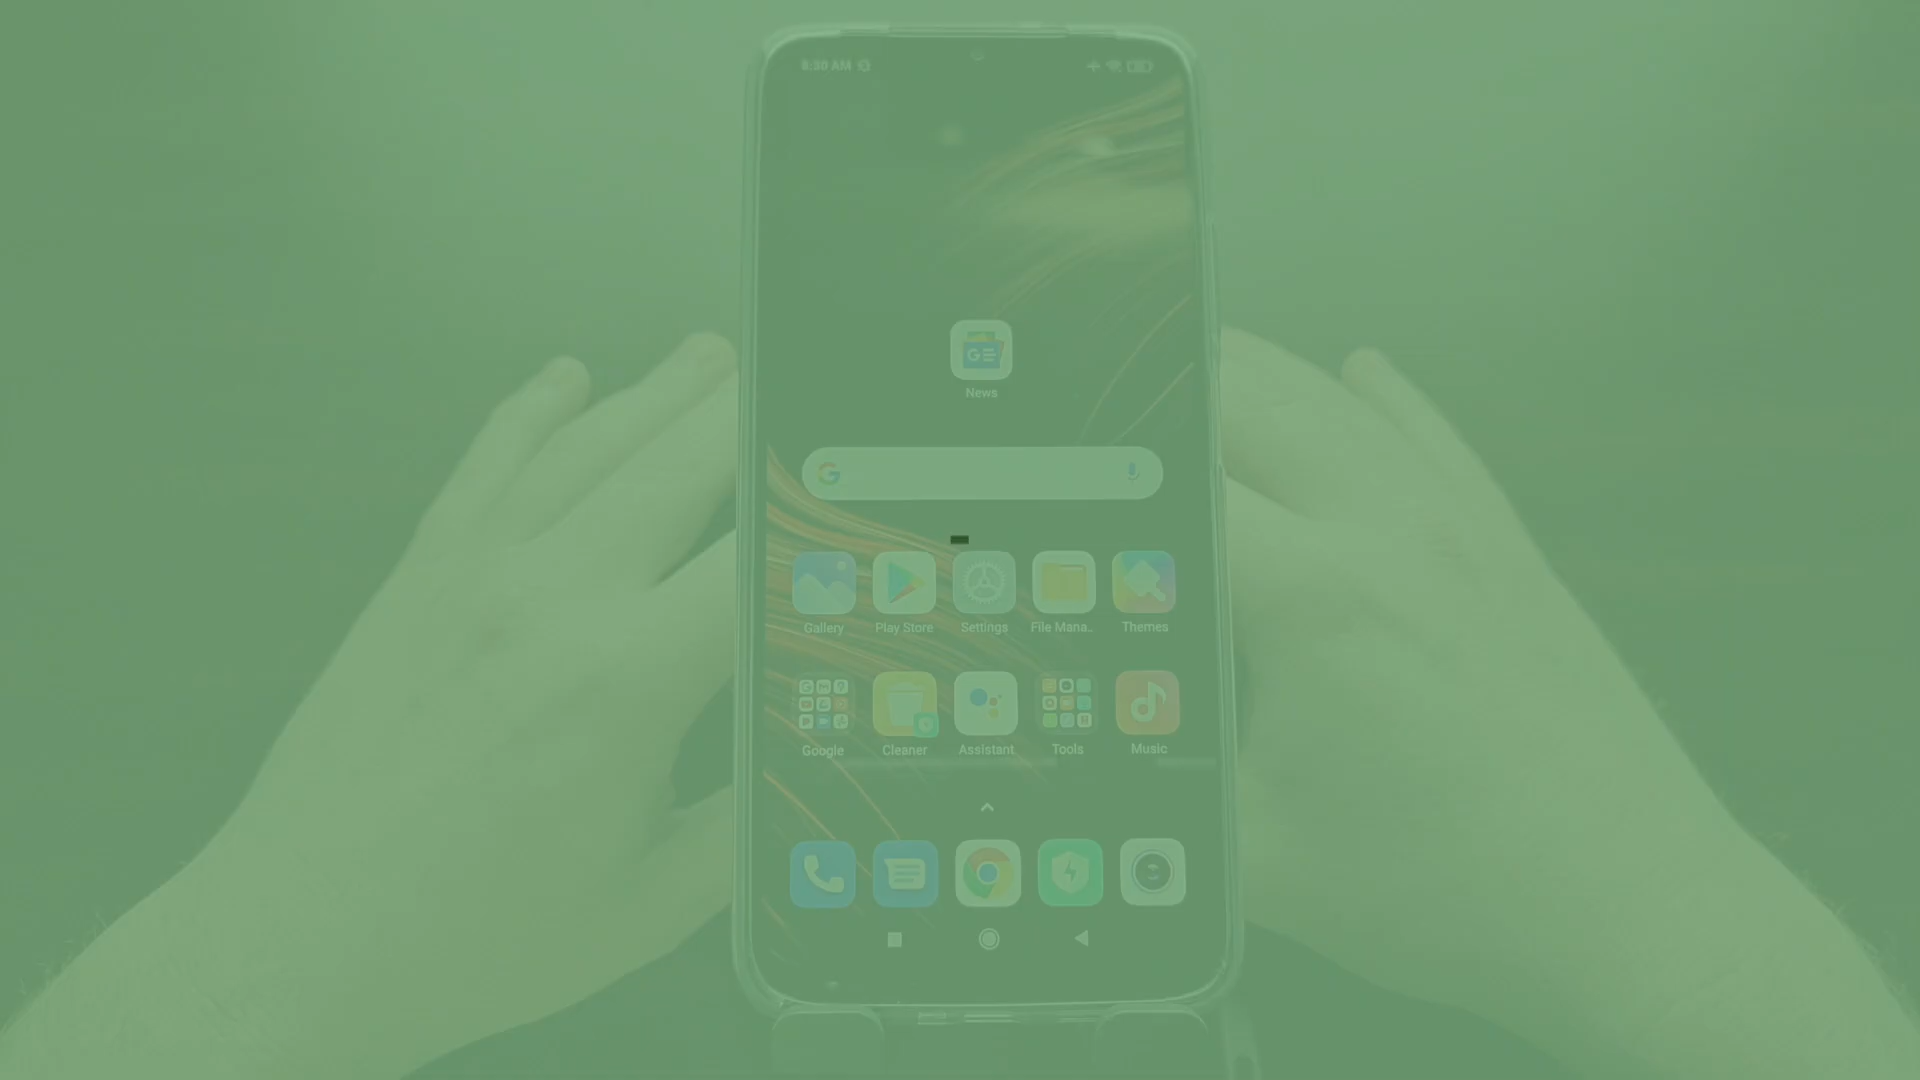 8:30 AM
News
Gallery Play Store Settings File Mana.. Themes
Google Cleaner Assistant Tools Music